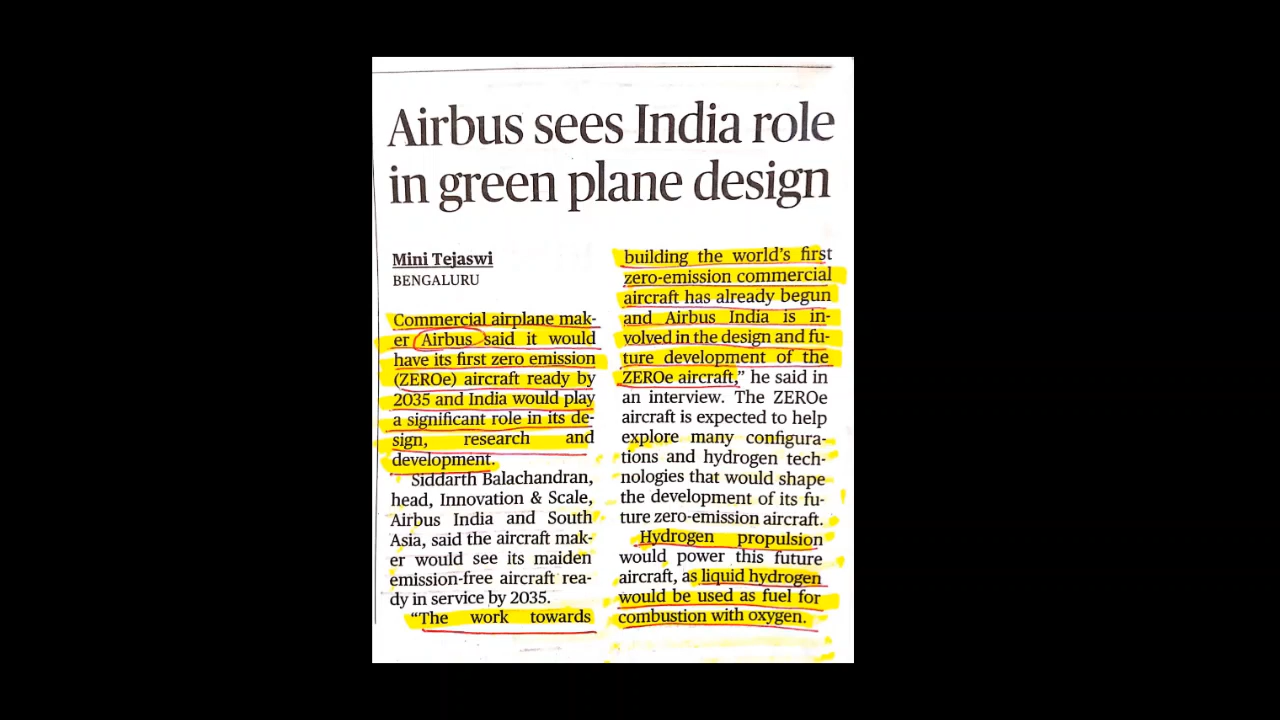 Airbus sees India role
in green plane design
Mini Tejaswi
BENGALURU
Commercial airplane mak-
er Airbus said it would
have its first zero emission
(ZEROe) aircraft ready by
2035 and India would play
a significant role in its de-
sign, research and
development.
Siddarth Balachandran,
head, Innovation & Scale,
Airbus India and South
Asia, said the aircraft mak-
er would see its maiden
emission-free aircraft rea-
dy in service by 2035.
“The work towards
building the world’s first
zero-emission commercial
aircraft has already begun
and Airbus India is in-
volved in the design and fu-
ture development of the
ZEROe aircraft,” he said in
an interview. The ZEROe
aircraft is expected to help
explore many configura-
tions and hydrogen tech-
nologies that would shape
the development of its fu-
ture zero-emission aircraft.
Hydrogen propulsion
would power this future
aircraft, as liquid hydrogen
would be used as fuel for
combustion with oxygen.